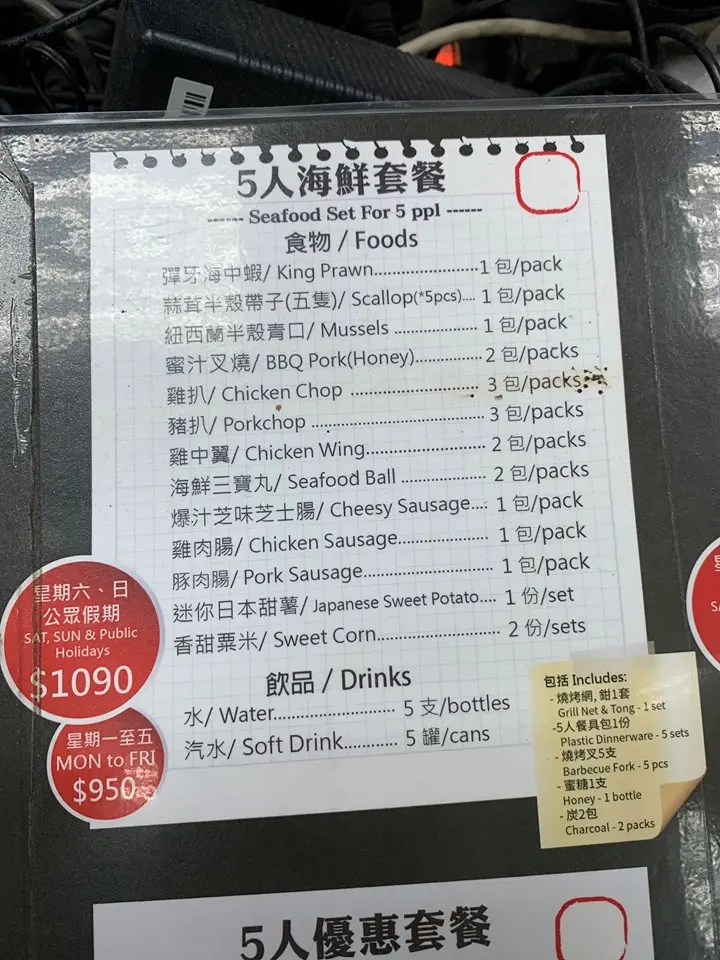 5人海鮮套餐
------ Seafood Set For 5 ppl ------
食物 / Foods
彈牙海中蝦/ King Prawn........................1 包/pack
蒜茸半殼帶子(五隻)/ Scallop(*5pcs).... 1 包/pack
紐西蘭半殼青口/ Mussels ................... 1 包/pack
蜜汁叉燒/ BBQ Pork(Honey)................2 包/packs
雞扒/ Chicken Chop ............................. 3 包/packs
豬扒/ Porkchop ....................................... 3 包/packs
雞中翼/ Chicken Wing........................... 2 包/packs
海鮮三寶丸/ Seafood Ball ................... 2 包/packs
爆汁芝味芝士腸/ Cheesy Sausage.... 1 包/pack
雞肉腸/ Chicken Sausage.................... 1 包/pack
豚肉腸/ Pork Sausage............................. 1 包/pack
迷你日本甜薯/ Japanese Sweet Potato.... 1 份/set
香甜粟米/ Sweet Corn........................... 2 份/sets
飲品 / Drinks
水/ Water.......................... 5 支/bottles
汽水/ Soft Drink............ 5 罐/cans
星期六、日
公眾假期
SAT, SUN & Public
Holidays
$1090
星期一至五
MON to FRI
$950
包括 Includes:
- 燒烤網, 鉗1套
Grill Net & Tong - 1 set
-5人餐具包1份
Plastic Dinnerware - 5 sets
- 燒烤叉5支
Barbecue Fork - 5 pcs
- 蜜糖1支
Honey - 1 bottle
- 炭2包
Charcoal - 2 packs
5人優惠套餐